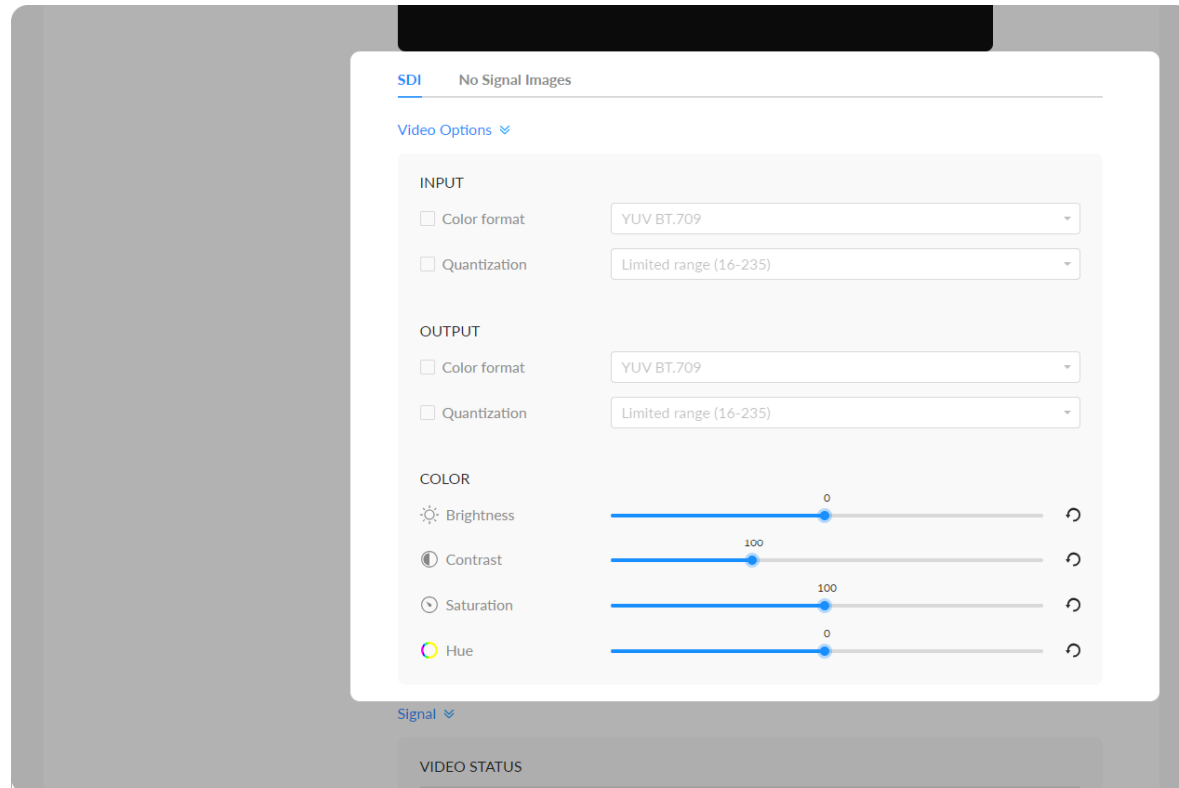 SDI No Signal Images
Video Options
INPUT
Color format YUV BT.709
Quantization Limited range (16-235)
OUTPUT
Color format YUV BT.709
Quantization Limited range (16-235)
COLOR
0
Brightness
100
Contrast
100
Saturation
0
Hue
Signal
VIDEO STATUS